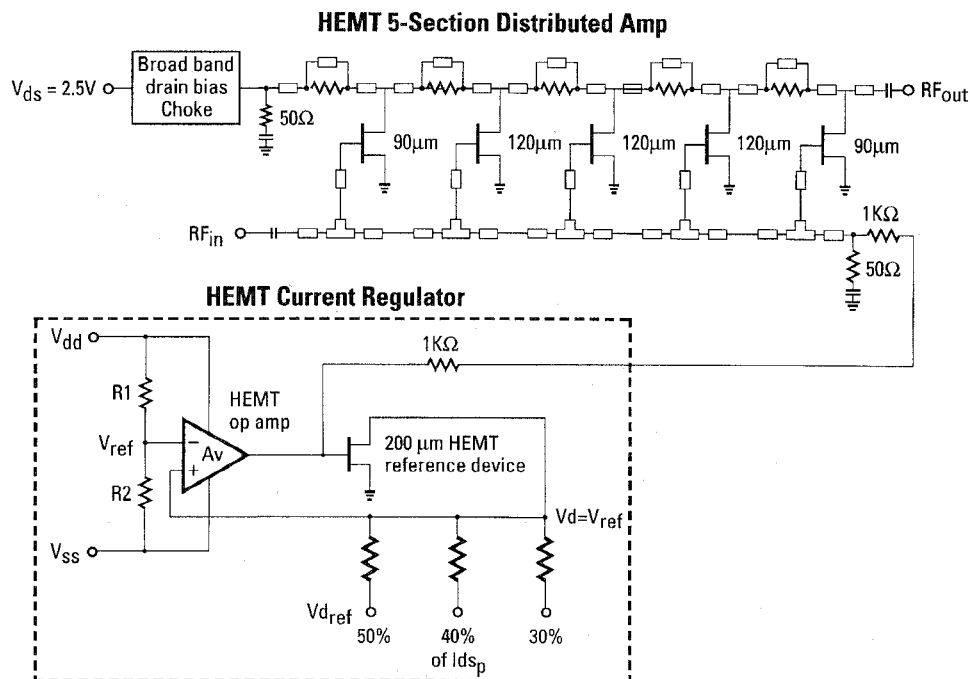 HEMT 5-Section Distributed Amp
Vds = 2.5V
Broad band
drain bias
Choke
50Ω
90μm
120μm
120μm
120μm
90μm
RFout
RFin
1KΩ
50Ω
HEMT Current Regulator
Vdd
R1
Vref
R2
Vss
HEMT
op amp
−
Av
+
1KΩ
200 μm HEMT
reference device
Vd=Vref
Vdref
50%
40%
30%
of Idsp